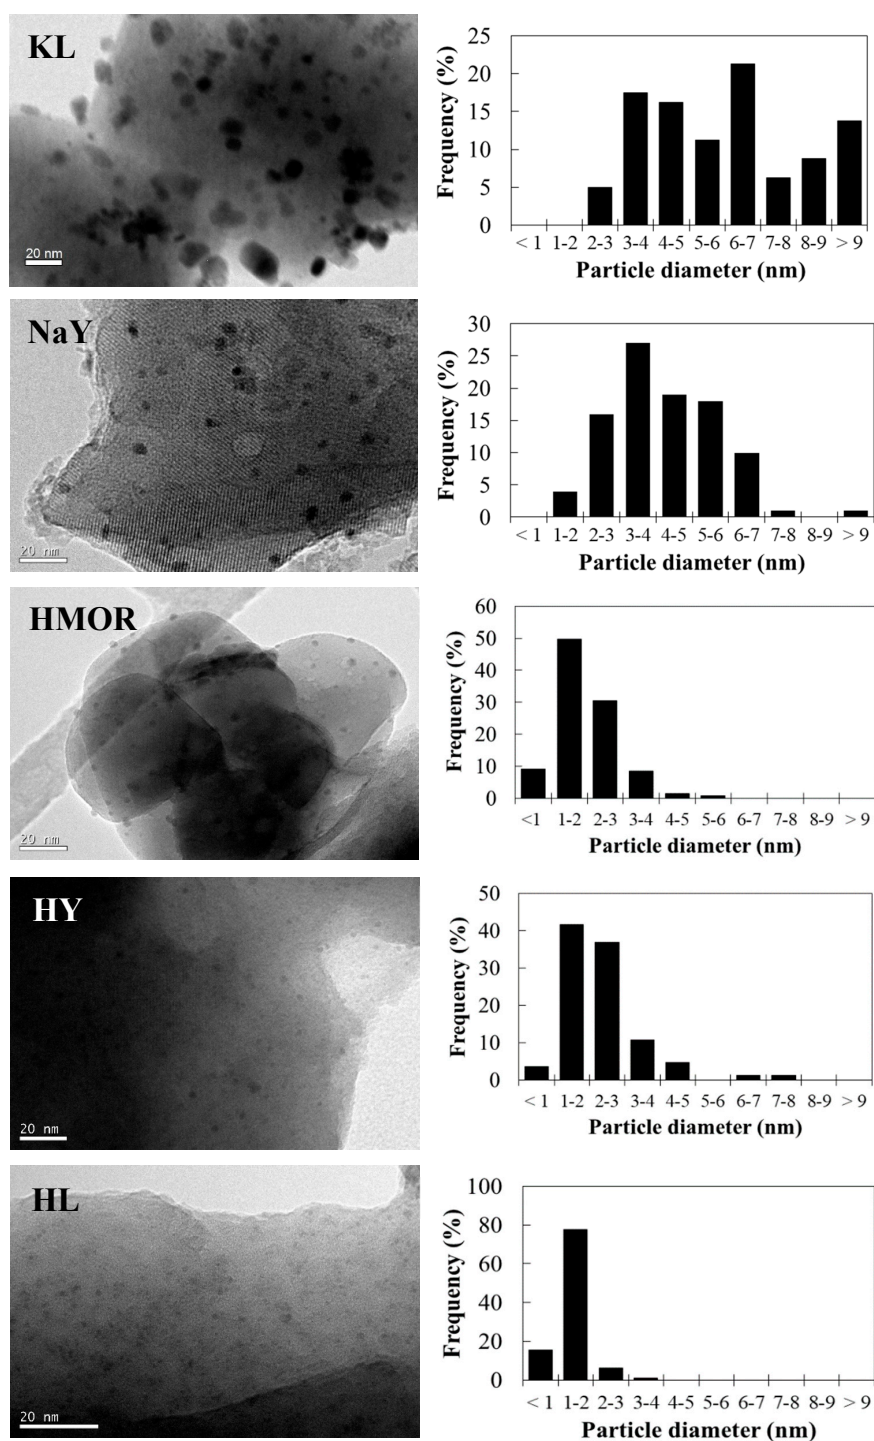 KL
20 nm
Frequency (%)
25
20
15
10
5
0
< 1 1-2 2-3 3-4 4-5 5-6 6-7 7-8 8-9 > 9
Particle diameter (nm)
NaY
20 nm
Frequency (%)
30
25
20
15
10
5
0
< 1 1-2 2-3 3-4 4-5 5-6 6-7 7-8 8-9 > 9
Particle diameter (nm)
HMOR
20 nm
Frequency (%)
60
50
40
30
20
10
0
<1 1-2 2-3 3-4 4-5 5-6 6-7 7-8 8-9 > 9
Particle diameter (nm)
HY
20 nm
Frequency (%)
50
40
30
20
10
0
< 1 1-2 2-3 3-4 4-5 5-6 6-7 7-8 8-9 > 9
Particle diameter (nm)
HL
20 nm
Frequency (%)
100
80
60
40
20
0
< 1 1-2 2-3 3-4 4-5 5-6 6-7 7-8 8-9 > 9
Particle diameter (nm)